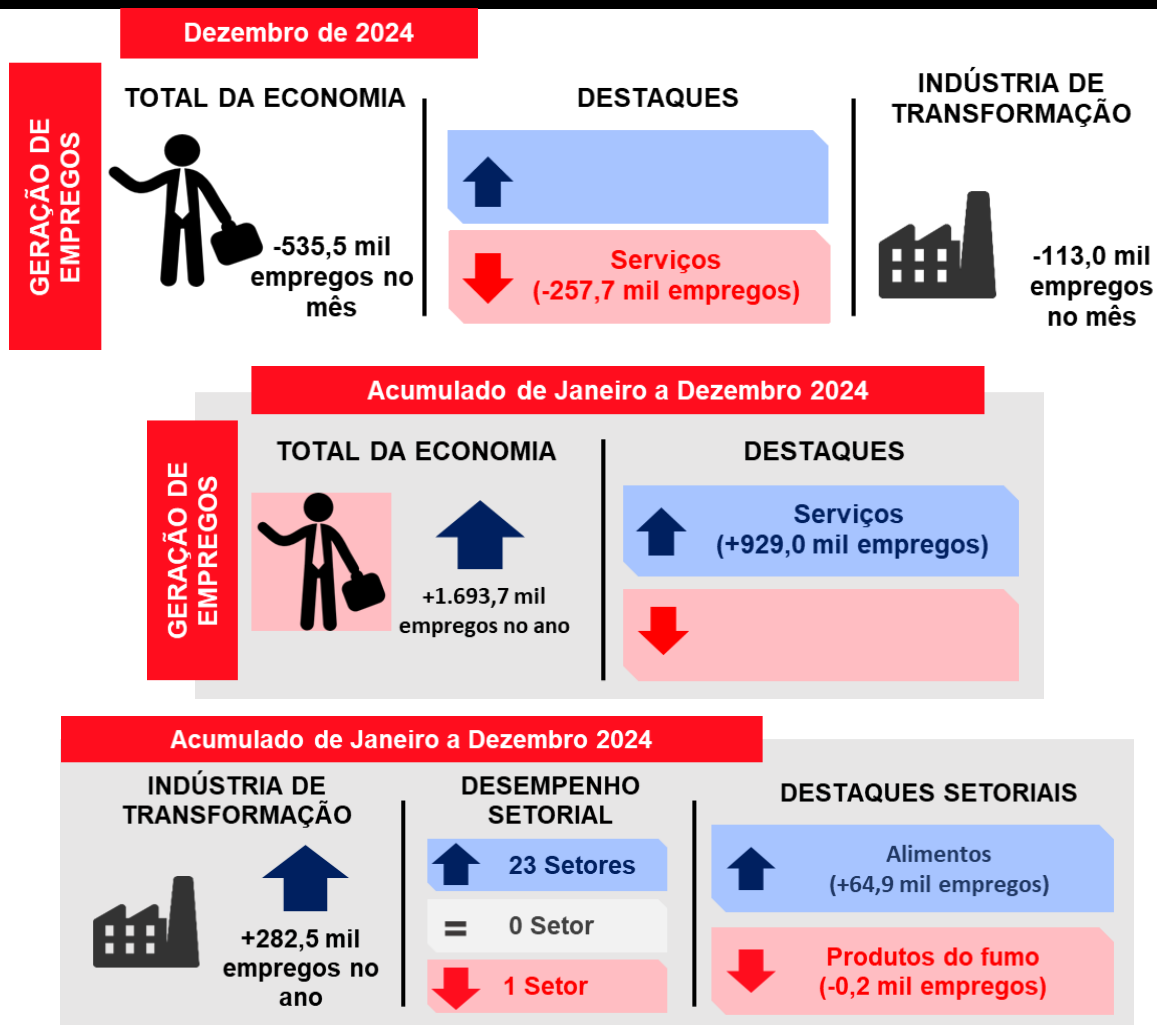 Dezembro de 2024
GERAÇÃO DE
EMPREGOS
TOTAL DA ECONOMIA
-535,5 mil
empregos no
mês
DESTAQUES
Serviços
(-257,7 mil empregos)
INDÚSTRIA DE
TRANSFORMAÇÃO
-113,0 mil
empregos
no mês
Acumulado de Janeiro a Dezembro 2024
GERAÇÃO DE
EMPREGOS
TOTAL DA ECONOMIA
+1.693,7 mil
empregos no ano
DESTAQUES
Serviços
(+929,0 mil empregos)
Acumulado de Janeiro a Dezembro 2024
INDÚSTRIA DE
TRANSFORMAÇÃO
+282,5 mil
empregos no
ano
DESEMPENHO
SETORIAL
23 Setores
= 0 Setor
1 Setor
DESTAQUES SETORIAIS
Alimentos
(+64,9 mil empregos)
Produtos do fumo
(-0,2 mil empregos)